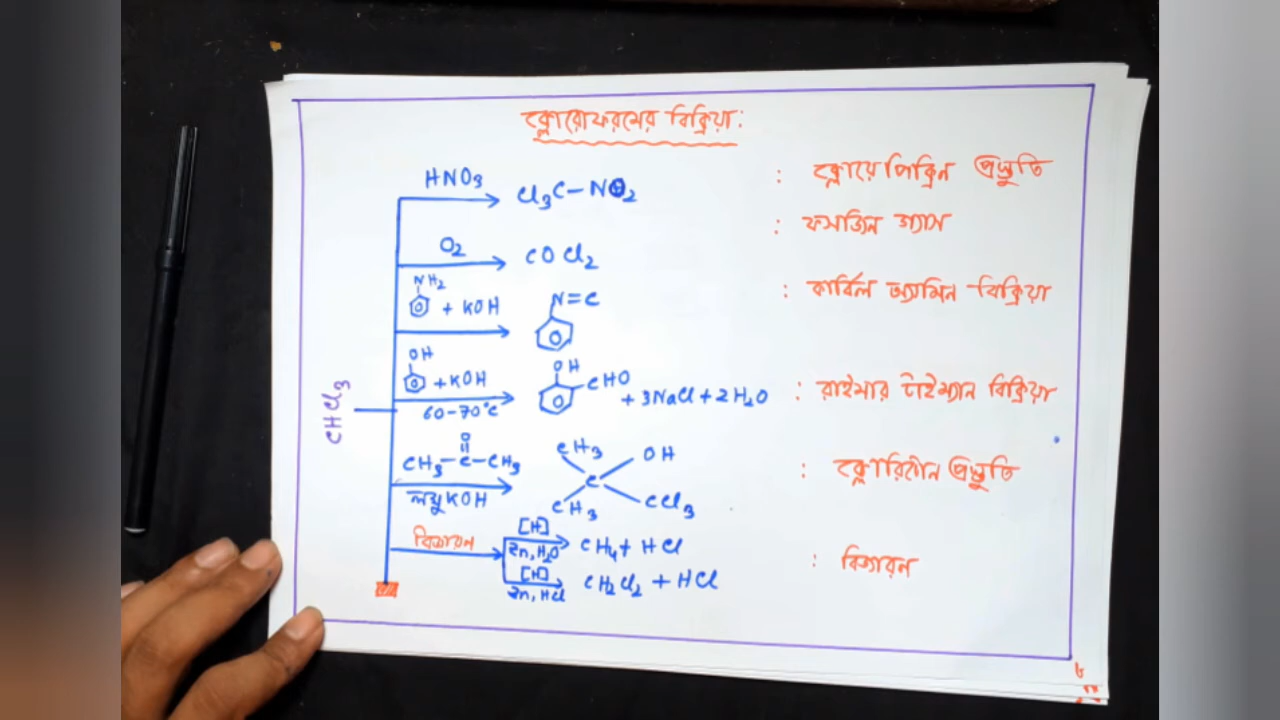 ক্লোরোফরমের বিক্রিয়া:
HNO3 Cl3C-NO2 : ক্লোরোপিক্রিন প্রস্তুতি
O2 COCl2 : ফসজিন গ্যাস
NH2
+ KOH N=C : কার্বিল অ্যামিন বিক্রিয়া
CHCl3
OH OH
+KOH CHO + 3NaCl + 2H2O : রাইমার টাইম্যান বিক্রিয়া
60-70°C
O CH3 OH
CH3-C-CH3 C : ক্লোরিটোন প্রস্তুতি
লঘু KOH CH3 CCl3
বিজারন [H] CH4 + HCl : বিজারন
Zn, H2O
[H] CH2Cl2 + HCl
Zn, HCl